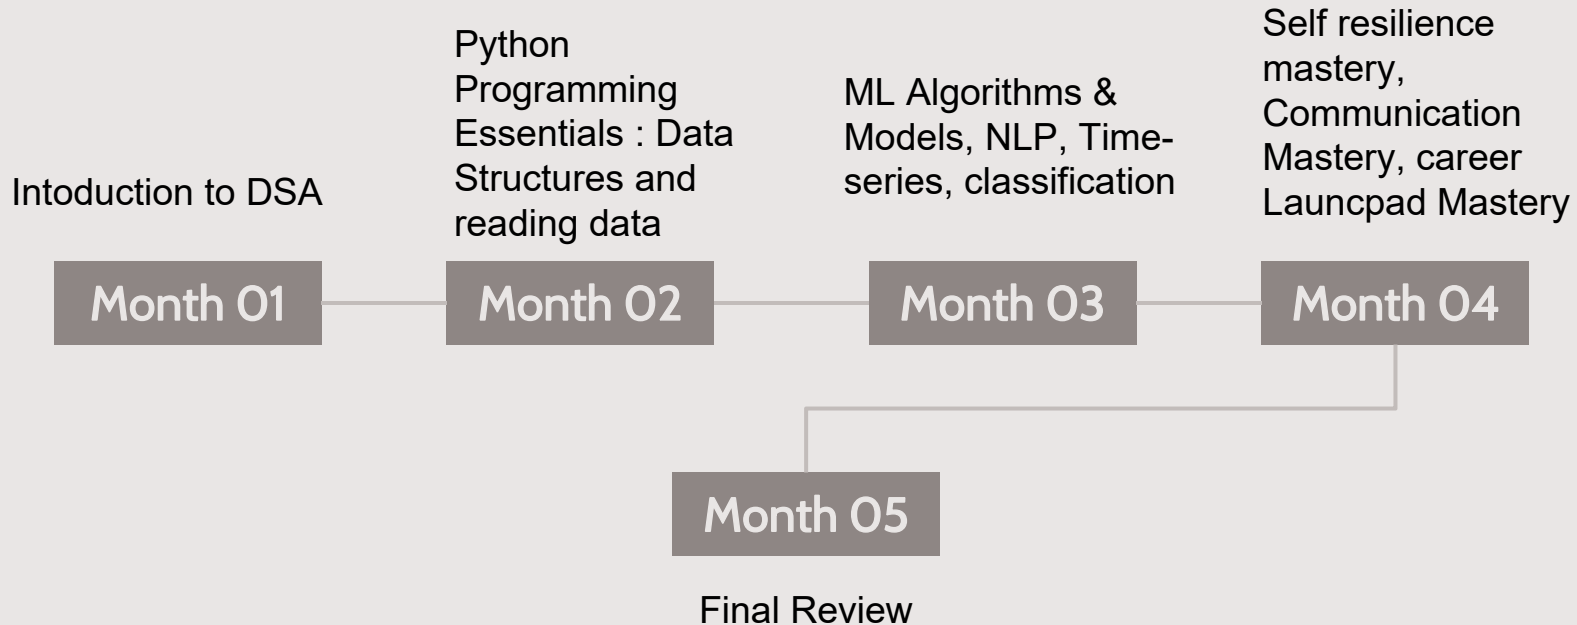 Intoduction to DSA
Month 01
Python
Programming
Essentials : Data
Structures and
reading data
Month 02
ML Algorithms &
Models, NLP, Time-
series, classification
Month 03
Self resilience
mastery,
Communication
Mastery, career
Launcpad Mastery
Month 04
Month 05
Final Review